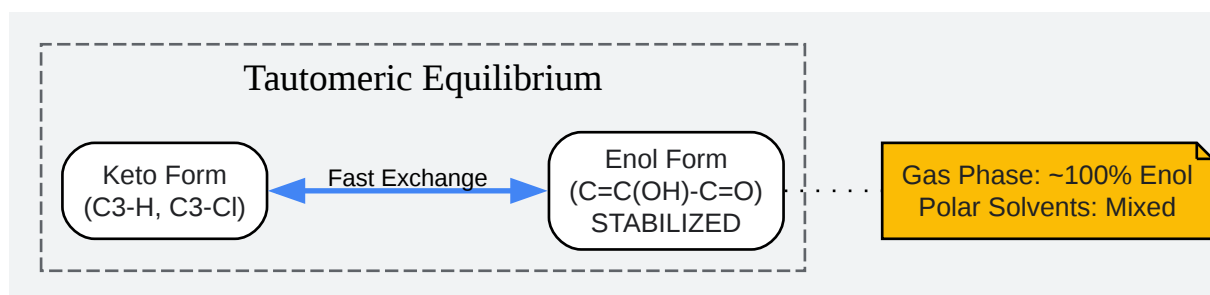 Tautomeric Equilibrium
Keto Form
(C3-H, C3-Cl)
Fast Exchange
Enol Form
(C=C(OH)-C=O)
STABILIZED
Gas Phase: ~100% Enol
Polar Solvents: Mixed